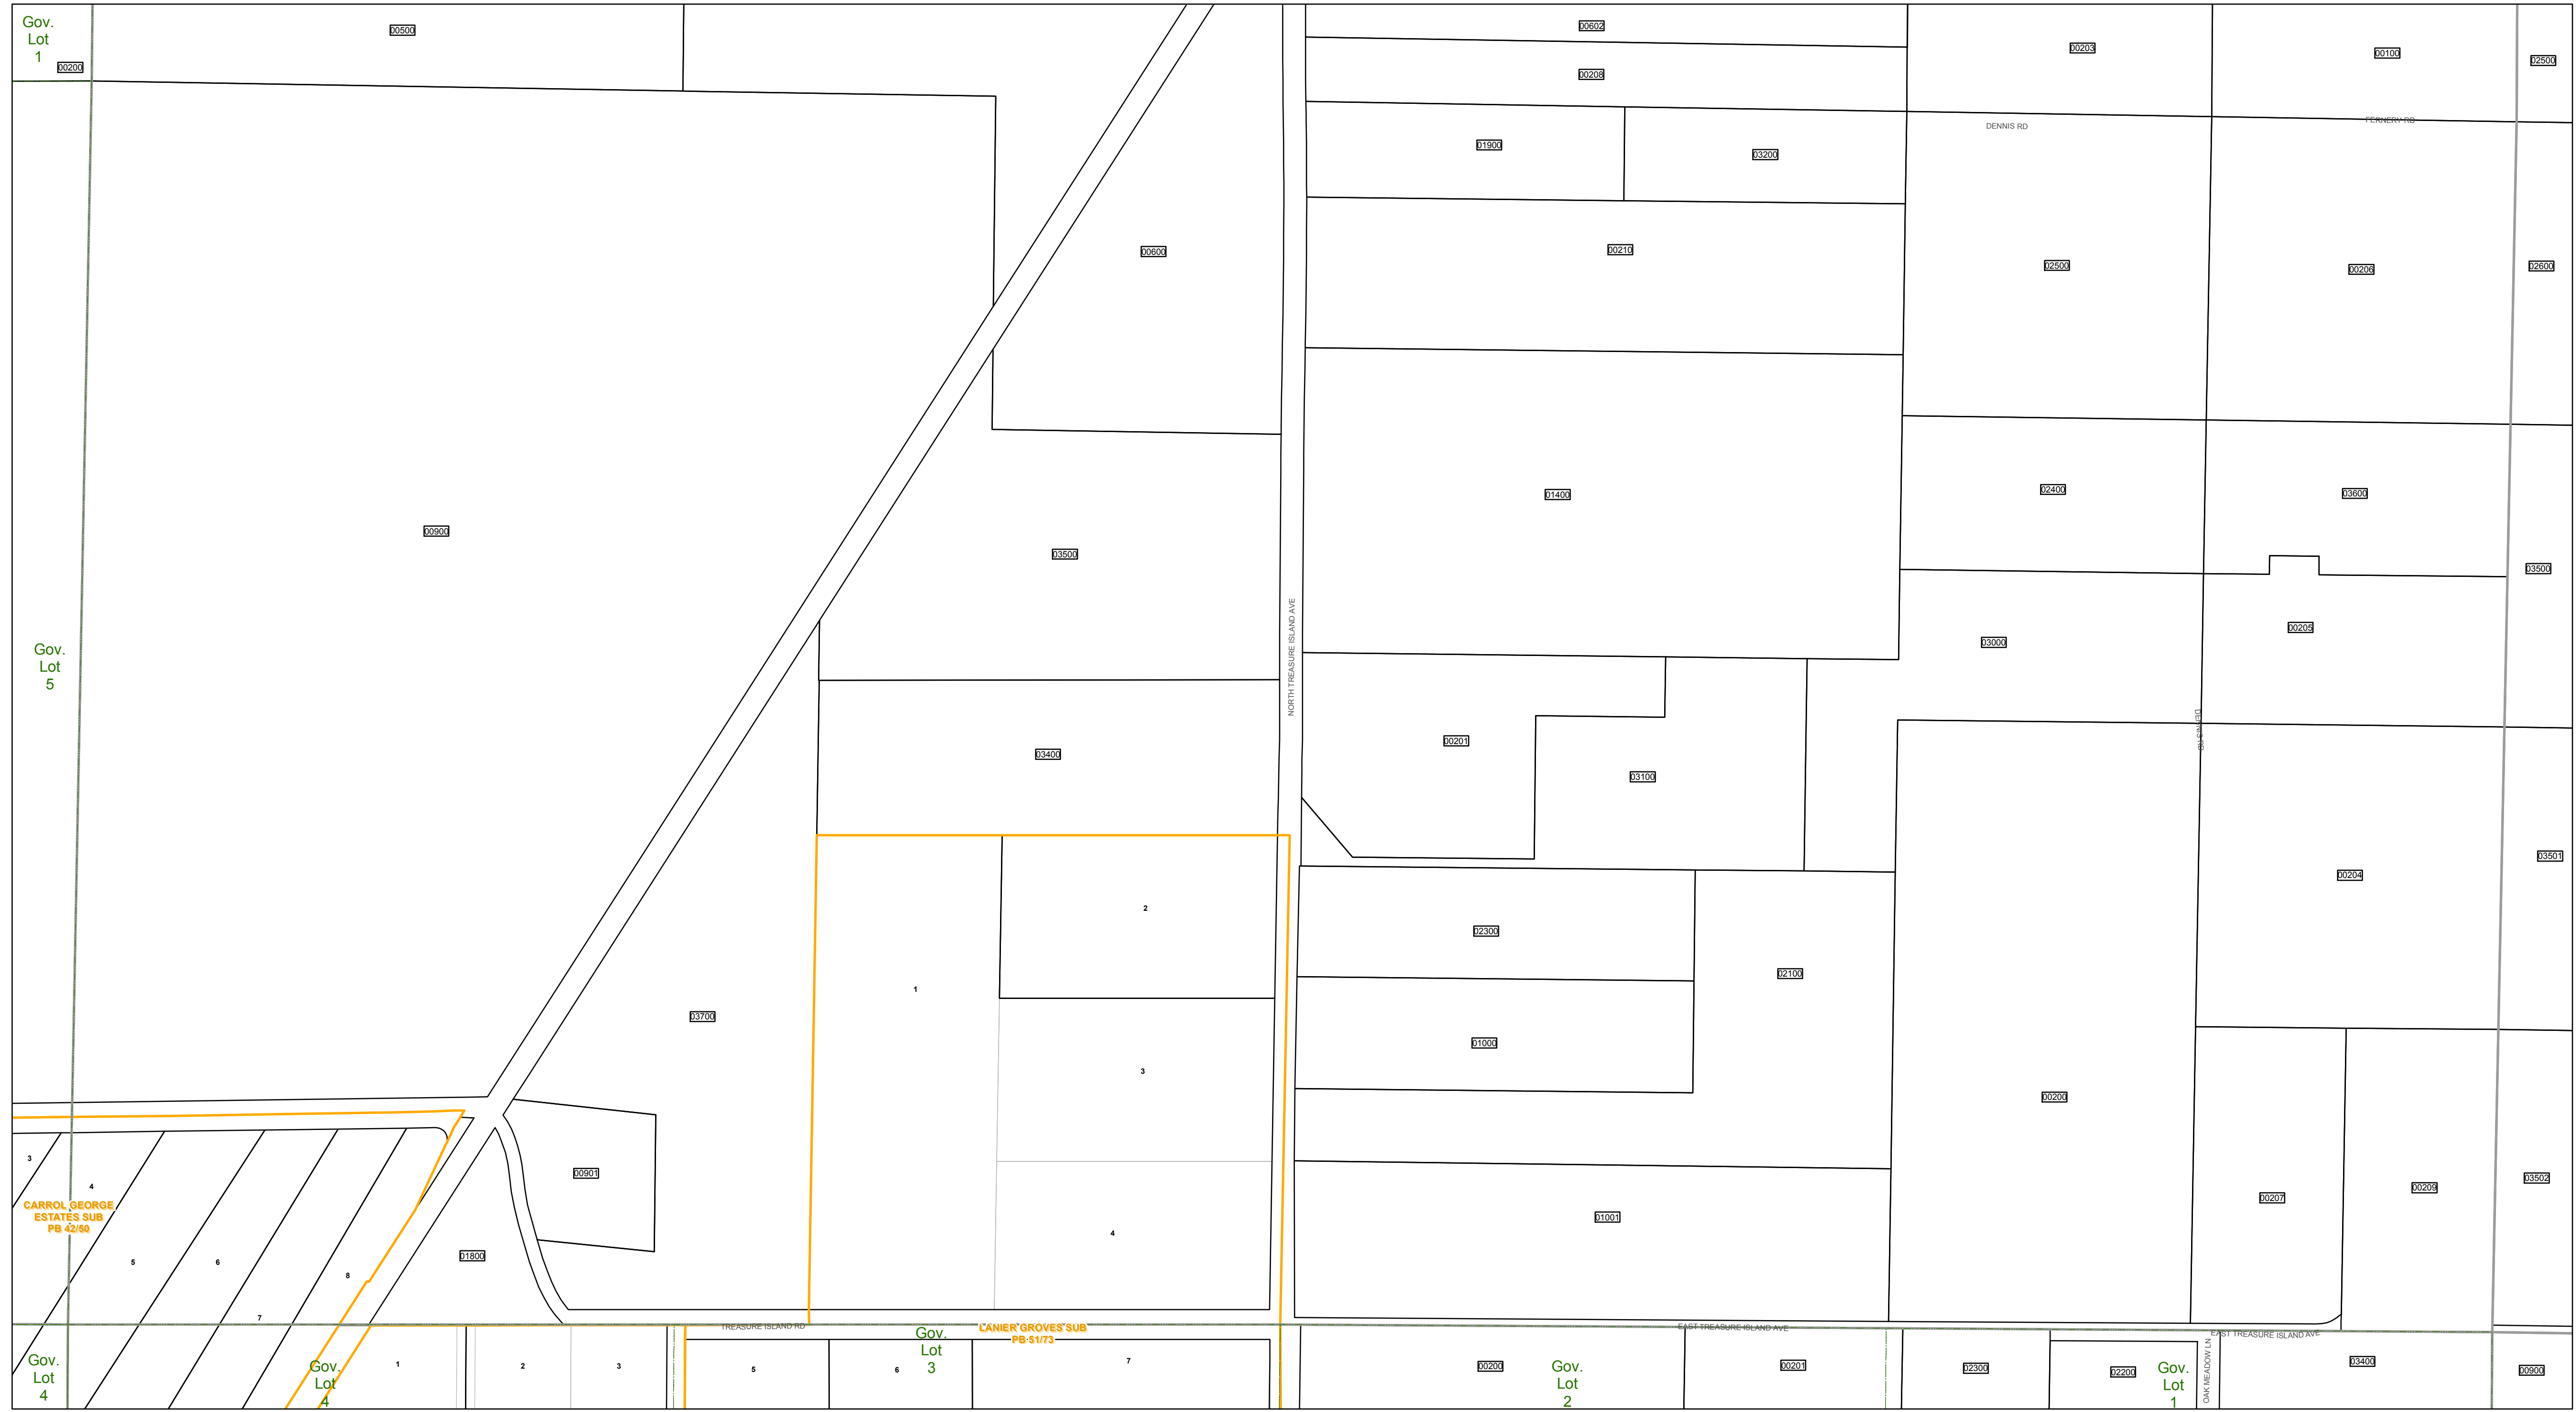 Gov.
Lot
1
00200
00500
00602
00208
00203
00100
02500
DENNIS RD
FERNERY RD
01900
03200
00600
00210
02500
00206
02600
00900
03500
01400
02400
03600
03500
NORTH TREASURE ISLAND AVE
03000
00205
Gov.
Lot
5
03400
00201
03100
DENNIS RD
03501
00204
2
02300
02100
1
03700
01000
3
00200
3
4
CARROL GEORGE
ESTATES SUB
PB 42/50
00901
03502
00209
00207
01001
4
01800
5
6
8
7
TREASURE ISLAND RD
LANIER GROVES SUB
PB 51/73
EAST TREASURE ISLAND AVE
EAST TREASURE ISLAND AVE
Gov.
Lot
4
Gov.
Lot
4
1
2
3
5
6
Gov.
Lot
3
7
00200
Gov.
Lot
2
00201
02300
02200
Gov.
Lot
1
OAK MEADOW LN
03400
00900